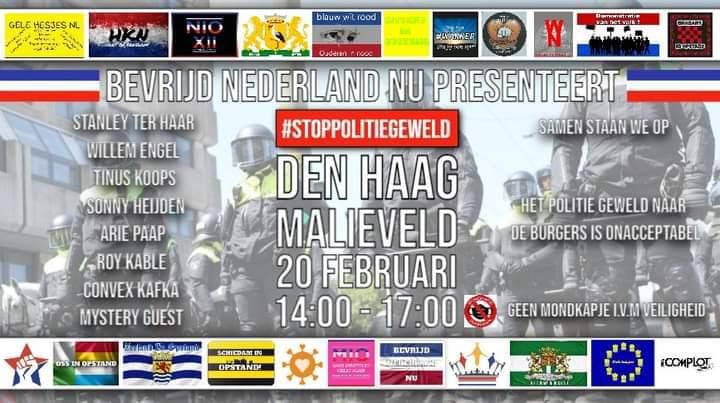 GELE HESJES NL
HKN
NIO
XII
blauw wit rood
Ouderen in nood
Demonstratie
van het volk!
BEVRIJD NEDERLAND NU PRESENTEERT
STANLEY TER HAAR
WILLEM ENGEL
TINUS KOOPS
SONNY HEIJDEN
ARIE PAAP
ROY KABLE
CONVEX KAFKA
MYSTERY GUEST
#STOPPOLITIEGEWELD
DEN HAAG
MALIEVELD
20 FEBRUARI
14:00 - 17:00
SAMEN STAAN WE OP
HET POLITIE GEWELD NAAR
DE BURGERS IS ONACCEPTABEL
GEEN MONDKAPJE I.V.M VEILIGHEID
OSS IN OPSTAND
SCHIEDAM IN
OPSTAND!
MIO
BEVRIJD
NU
COMPLOT